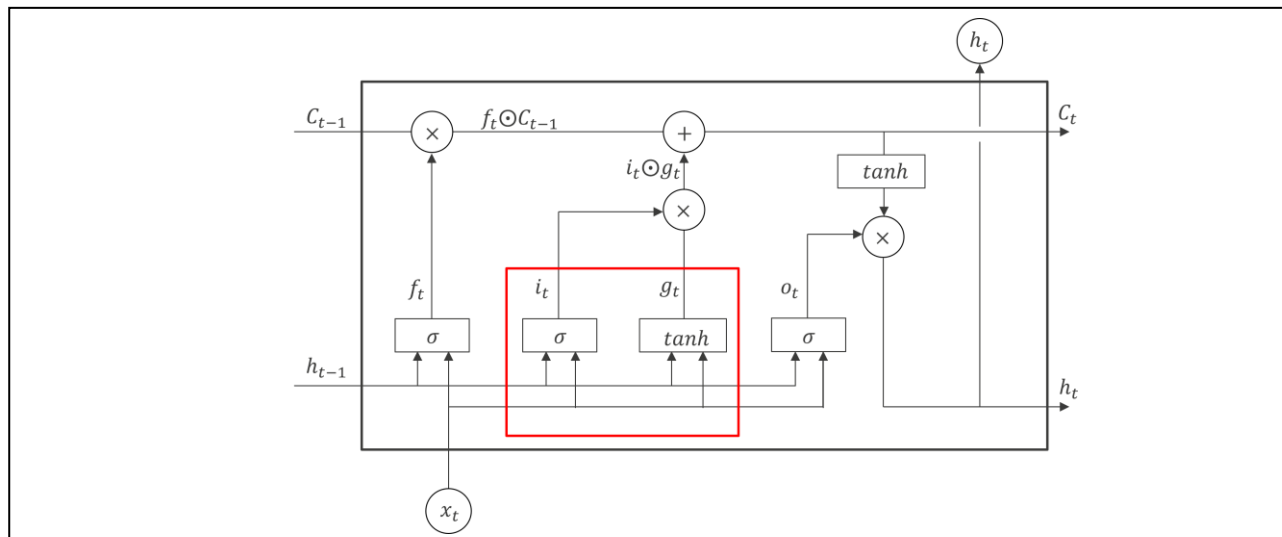 h_t
C_{t-1}
×
f_t⊙C_{t-1}
+
C_t
i_t⊙g_t
tanh
×
×
f_t
i_t
g_t
o_t
σ
σ
tanh
σ
h_{t-1}
h_t
x_t